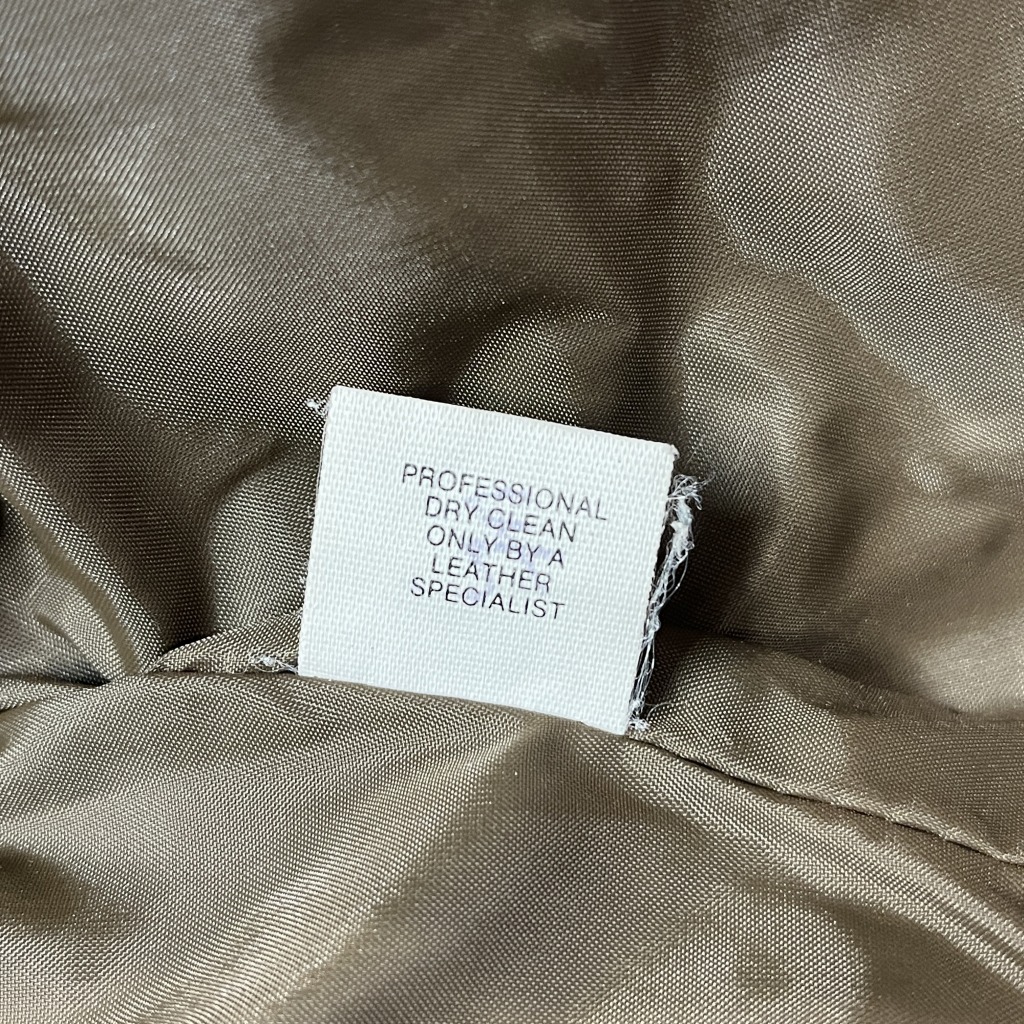 PROFESSIONAL
DRY CLEAN
ONLY BY A
LEATHER
SPECIALIST